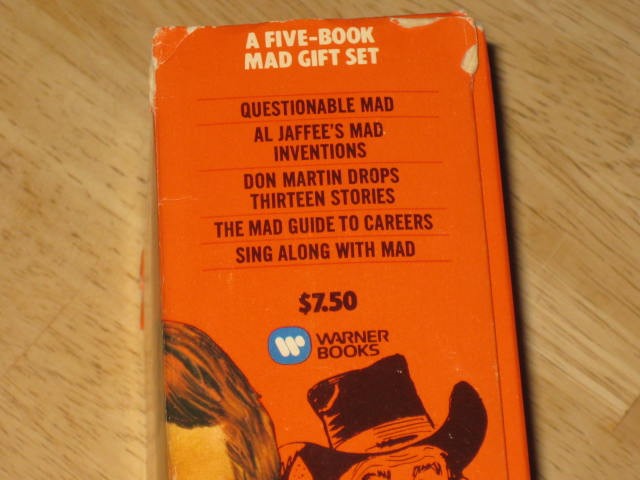 A FIVE-BOOK
MAD GIFT SET
QUESTIONABLE MAD
AL JAFFEE'S MAD
INVENTIONS
DON MARTIN DROPS
THIRTEEN STORIES
THE MAD GUIDE TO CAREERS
SING ALONG WITH MAD
$7.50
WARNER
BOOKS